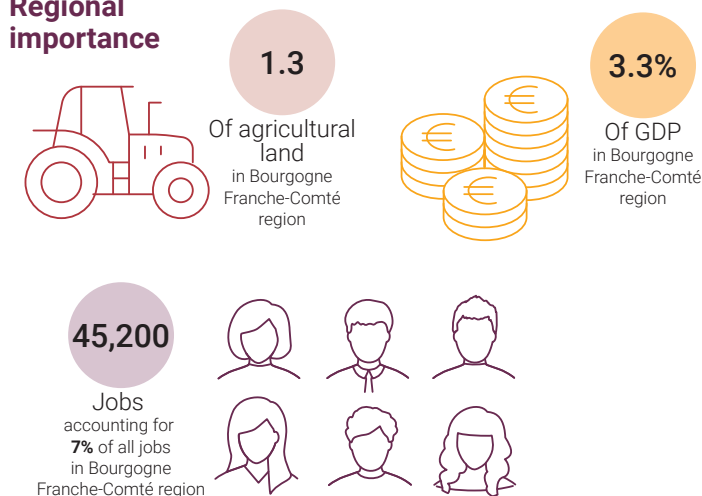 Regional
importance
1.3
Of agricultural
land
in Bourgogne
Franche-Comté
region
3.3%
Of GDP
in Bourgogne
Franche-Comté
region
45,200
Jobs
accounting for
7% of all jobs
in Bourgogne
Franche-Comté region
€
€
€